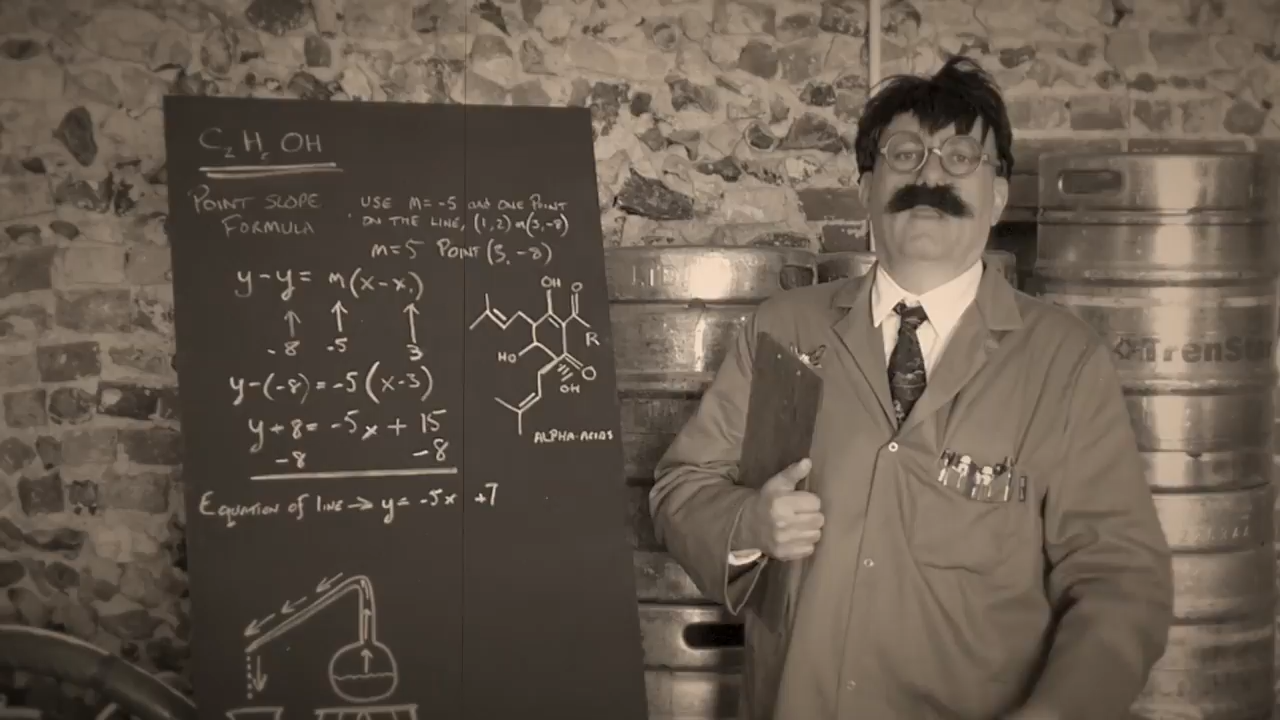 C₂H₅OH
POINT SLOPE
FORMULA
USE M = -5 and ONE POINT
ON THE LINE, (1,2) or (3,-8)
m=5 POINT (3, -8)
y-y = m(x-x₁)
-8 -5 3
y-(-8) = -5(x-3)
y+8 = -5x + 15
-8 -8
EQUATION OF LINE → y = -5x +7
OH
O
R
HO
O
OH
ALPHA-ACIDS
TrenSta